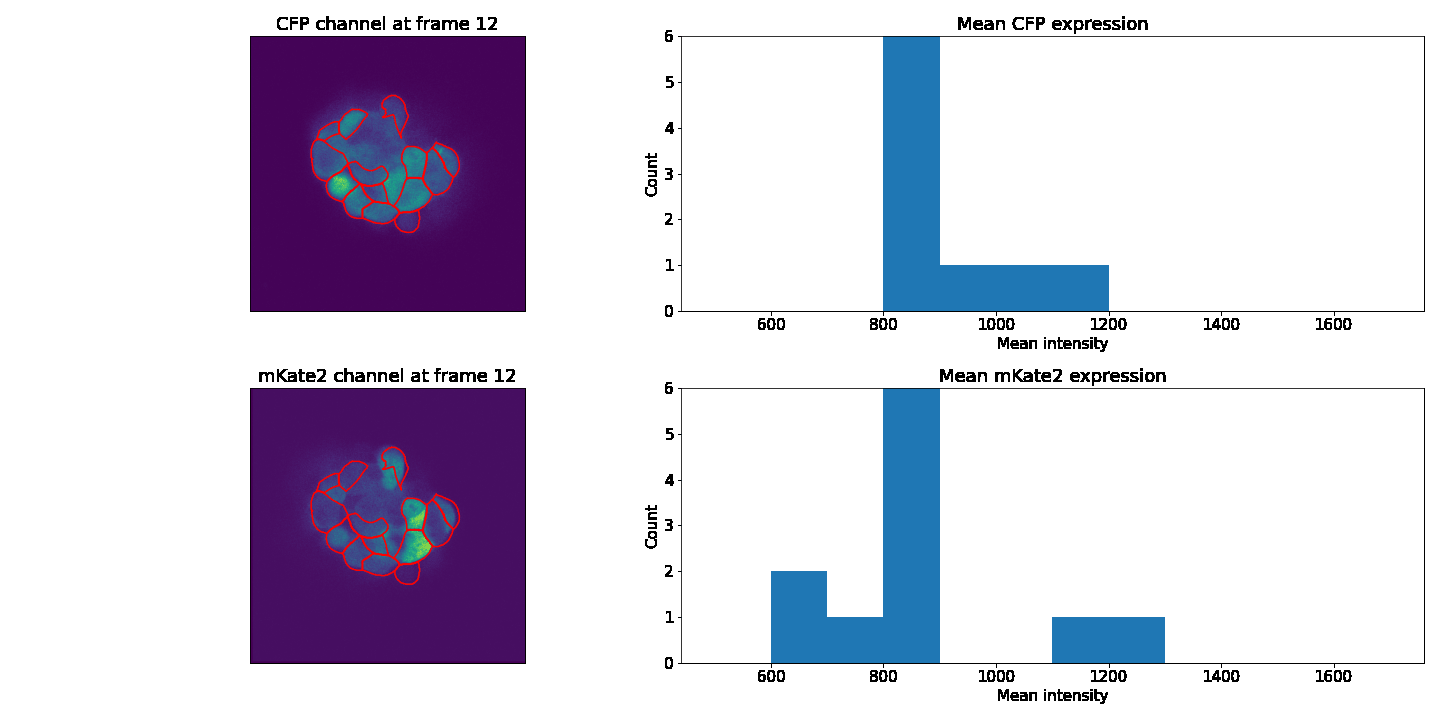 CFP channel at frame 12
Mean CFP expression
6
5
4
3
2
1
0
Count
600 800 1000 1200 1400 1600
Mean intensity
mKate2 channel at frame 12
Mean mKate2 expression
6
5
4
3
2
1
0
Count
600 800 1000 1200 1400 1600
Mean intensity